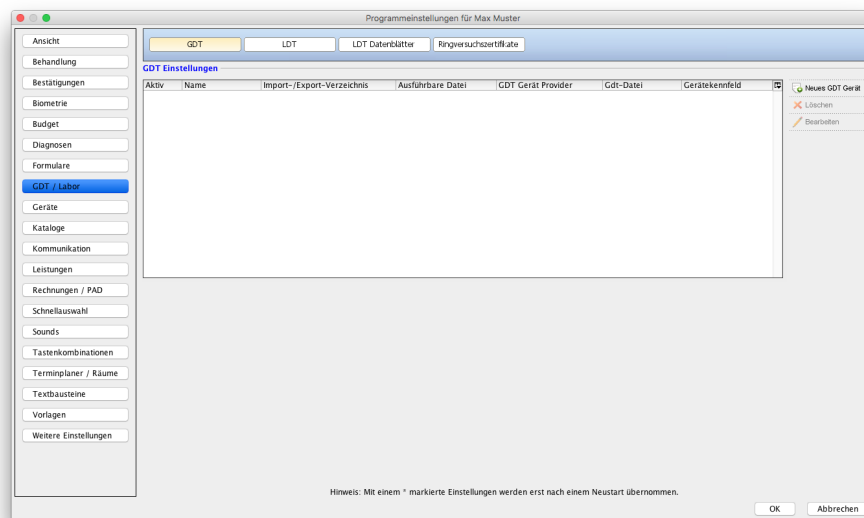 Programmeinstellungen für Max Muster
Ansicht
Behandlung
Bestätigungen
Biometrie
Budget
Diagnosen
Formulare
GDT / Labor
Geräte
Kataloge
Kommunikation
Leistungen
Rechnungen / PAD
Schnellauswahl
Sounds
Tastenkombinationen
Terminplaner / Räume
Textbausteine
Vorlagen
Weitere Einstellungen
GDT LDT LDT Datenblätter Ringversuchszertifikate
GDT Einstellungen
Aktiv Name Import-/Export-Verzeichnis Ausführbare Datei GDT Gerät Provider Gdt-Datei Gerätekennfeld
Neues GDT Gerät
Löschen
Bearbeiten
Hinweis: Mit einem * markierte Einstellungen werden erst nach einem Neustart übernommen.
OK Abbrechen